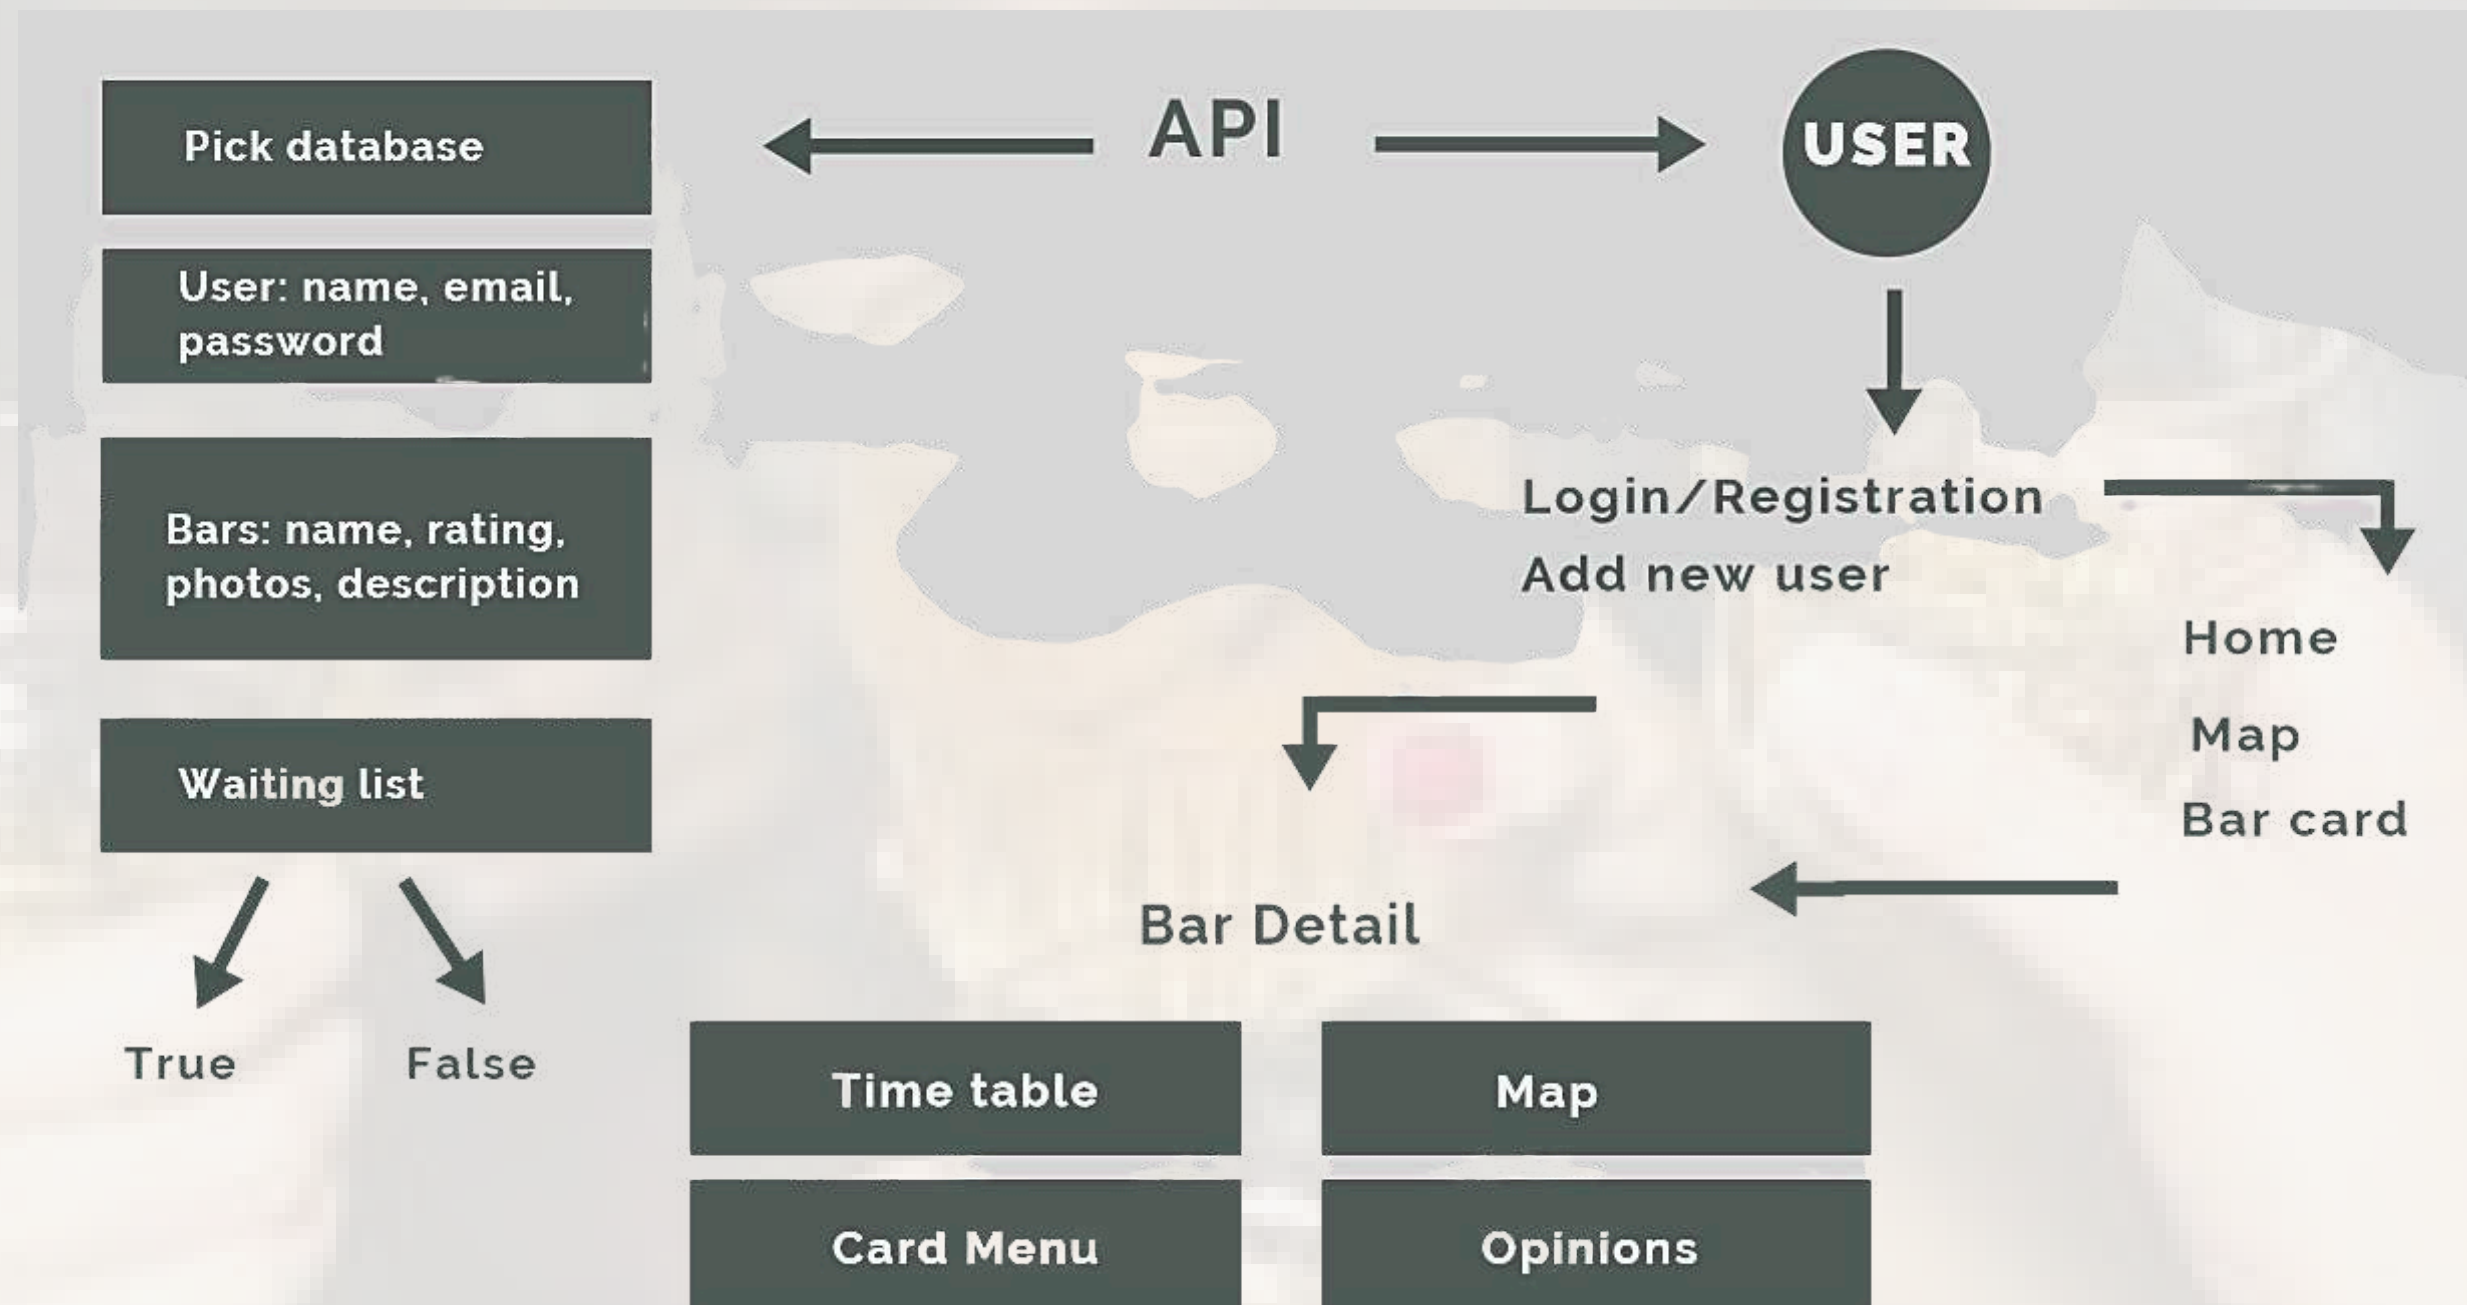 Pick database
API
USER
User: name, email,
password
Bars: name, rating,
photos, description
Login/Registration
Add new user
Home
Map
Bar card
Waiting list
True
False
Bar Detail
Time table
Map
Card Menu
Opinions